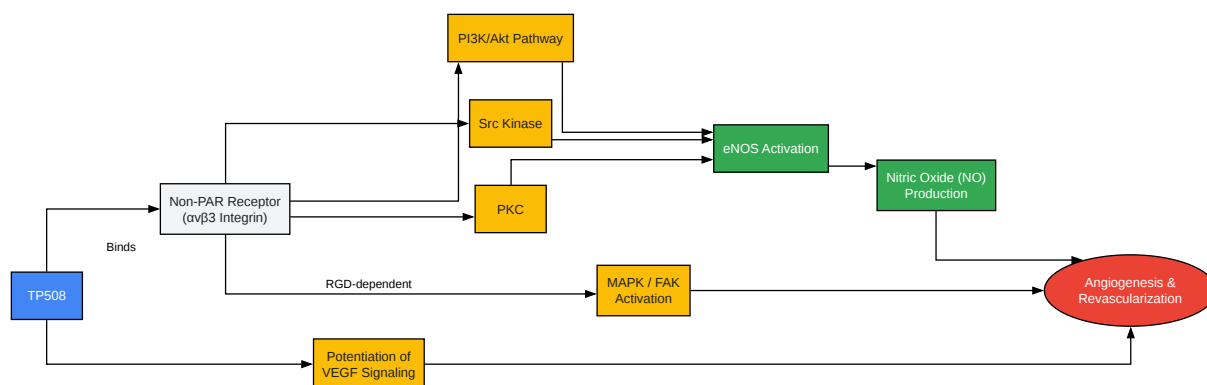 PI3K/Akt Pathway
Src Kinase
eNOS Activation
Nitric Oxide (NO)
Production
Non-PAR Receptor
(αvβ3 Integrin)
PKC
Binds
TP508
RGD-dependent
MAPK / FAK
Activation
Angiogenesis &
Revascularization
Potentiation of
VEGF Signaling